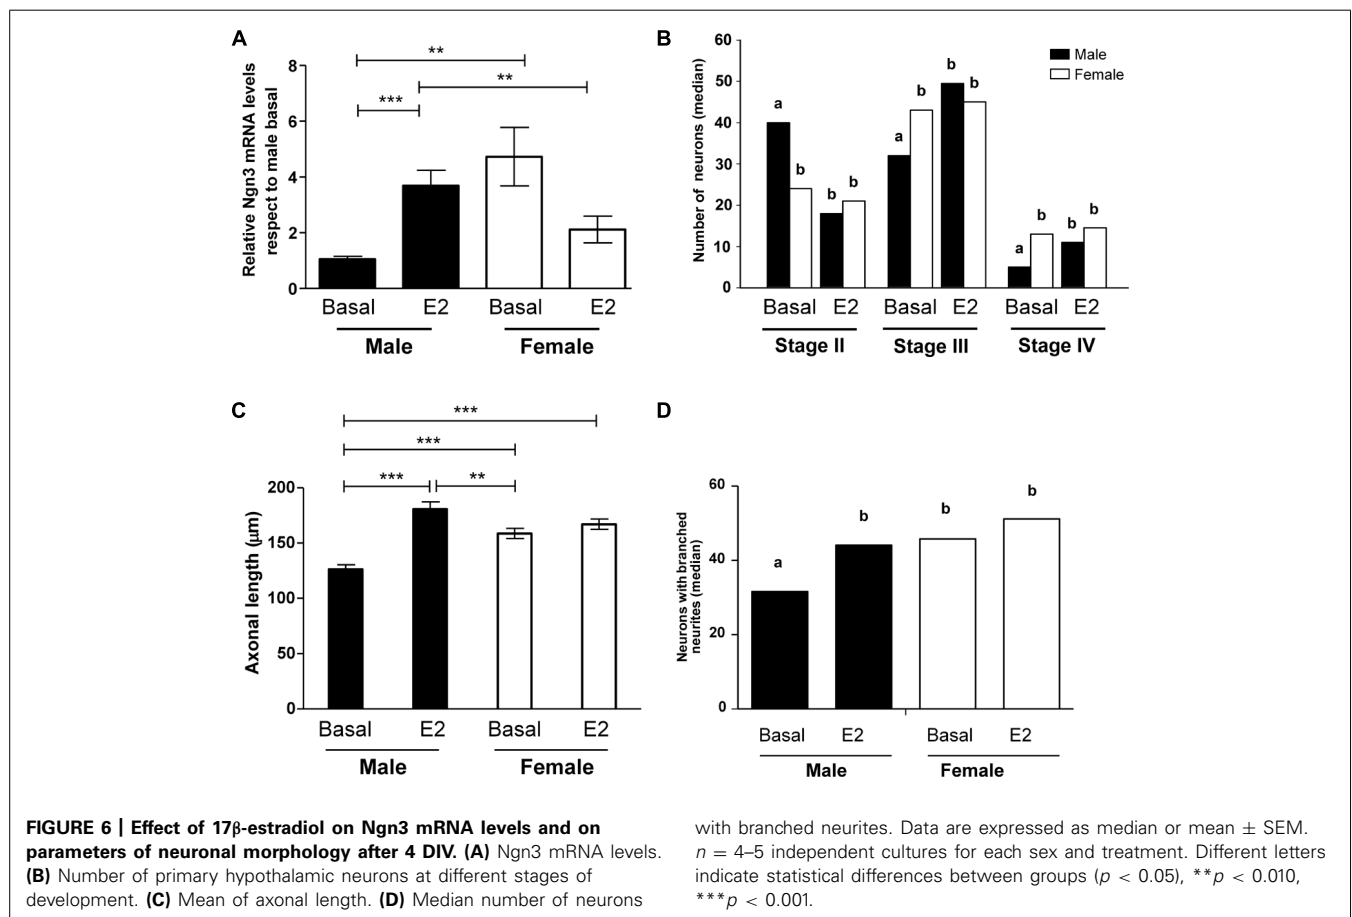 A
Relative Ngn3 mRNA levels
respect to male basal
8
6
4
2
0
**
**
***
Basal E2 Basal E2
Male Female
B
Number of neurons (median)
60
50
40
30
20
10
0
Male
Female
a b b b a b b b a b b b
Basal E2 Basal E2 Basal E2
Stage II Stage III Stage IV
C
Axonal length (μm)
200
150
100
50
0
***
***
*** **
Basal E2 Basal E2
Male Female
D
Neurons with branched
neurites (median)
60
40
20
0
a b b b
Basal E2 Basal E2
Male Female
FIGURE 6 | Effect of 17β-estradiol on Ngn3 mRNA levels and on
parameters of neuronal morphology after 4 DIV. (A) Ngn3 mRNA levels.
(B) Number of primary hypothalamic neurons at different stages of
development. (C) Mean of axonal length. (D) Median number of neurons
with branched neurites. Data are expressed as median or mean ± SEM.
n = 4–5 independent cultures for each sex and treatment. Different letters
indicate statistical differences between groups (p < 0.05), **p < 0.010,
***p < 0.001.